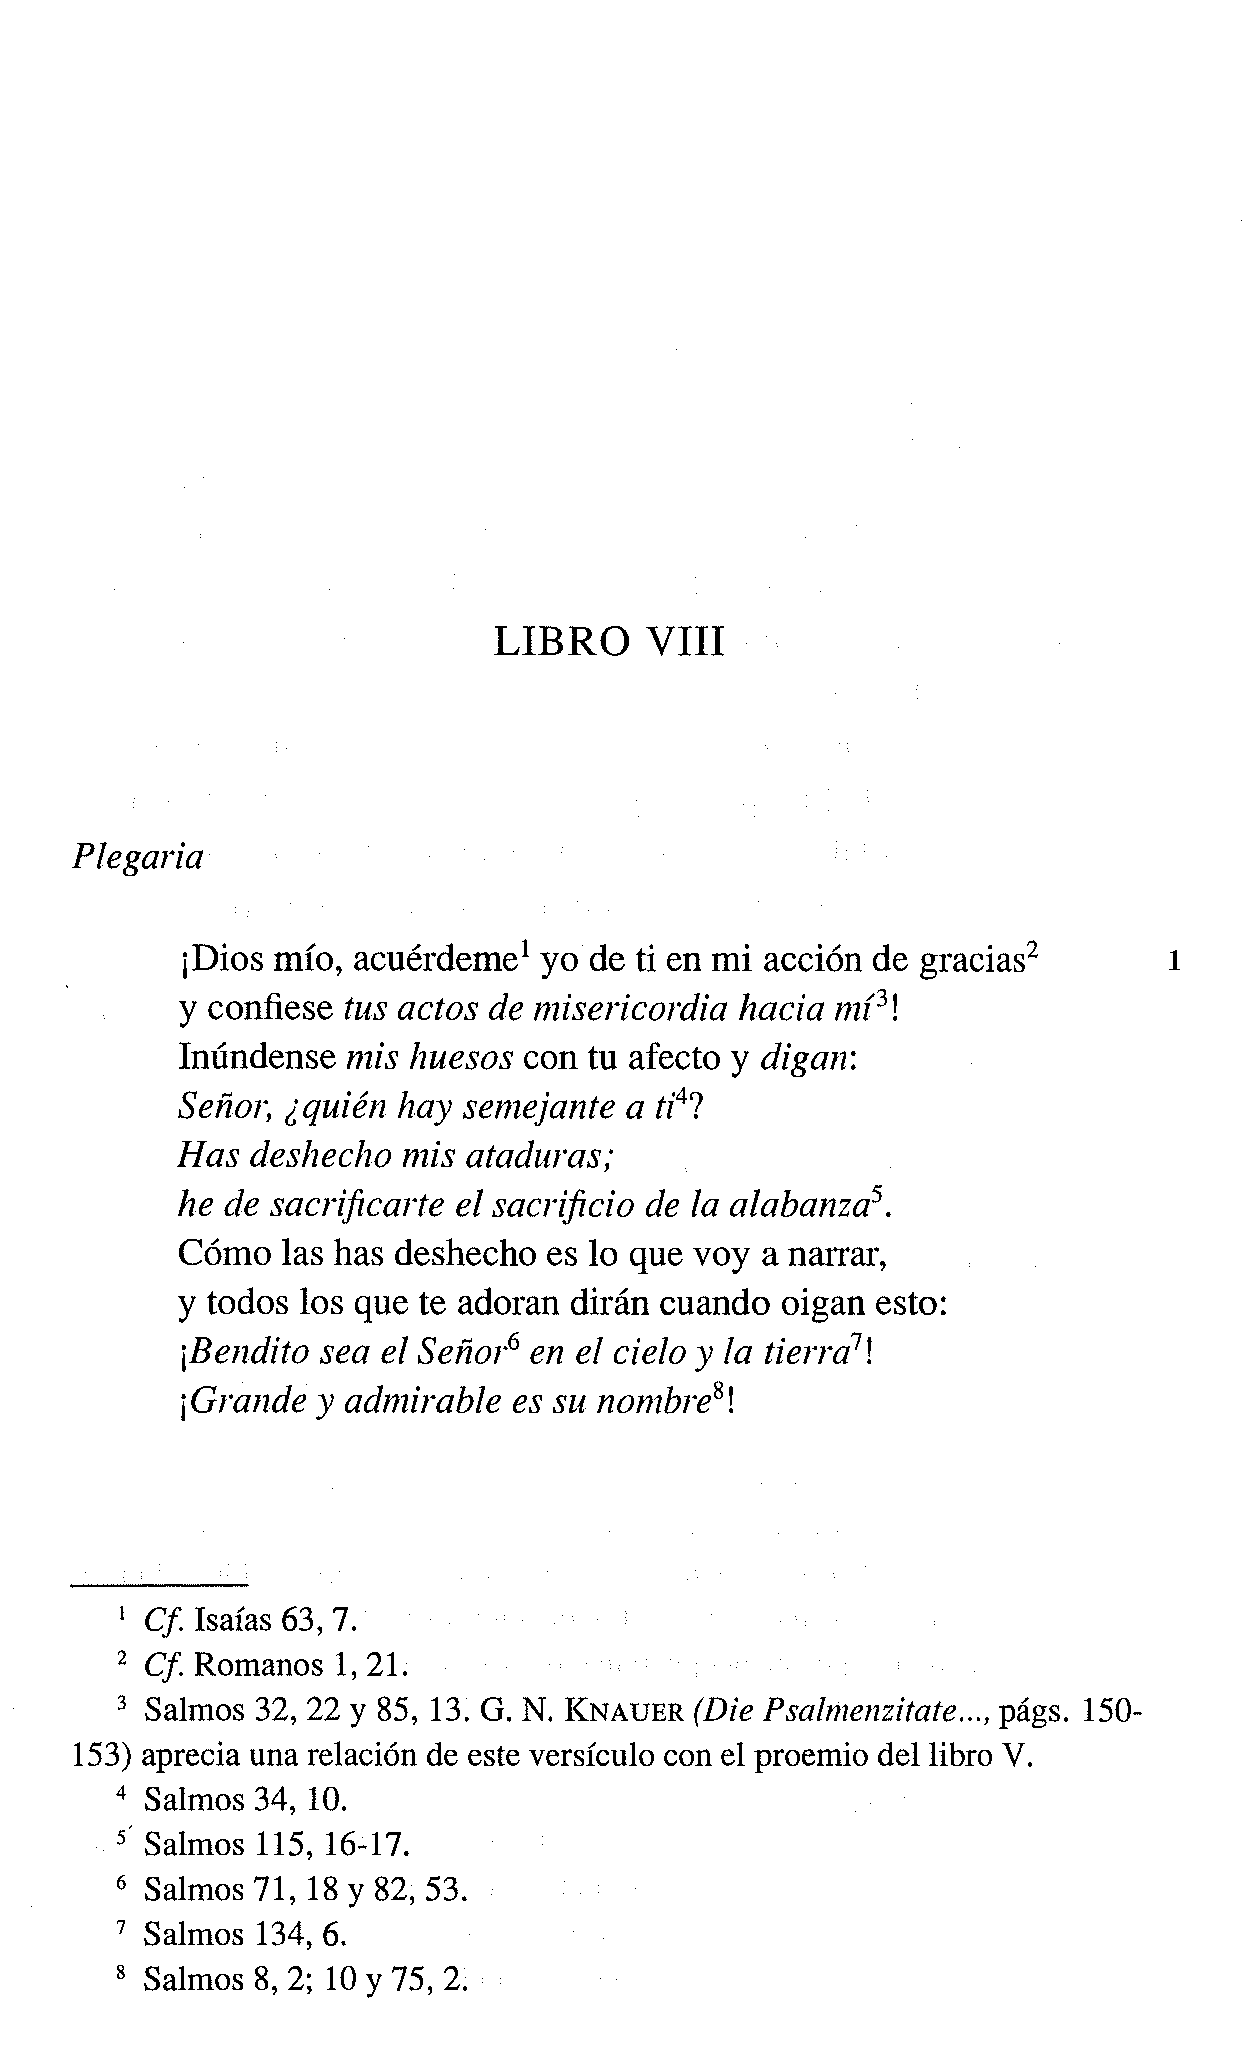 LIBRO VIII
Plegaria
¡Dios mío, acuérdeme¹ yo de ti en mi acción de gracias² 1
y confiese tus actos de misericordia hacia mí³!
Inúndense mis huesos con tu afecto y digan:
Señor, ¿quién hay semejante a ti⁴?
Has deshecho mis ataduras;
he de sacrificarte el sacrificio de la alabanza⁵.
Cómo las has deshecho es lo que voy a narrar,
y todos los que te adoran dirán cuando oigan esto:
¡Bendito sea el Señor⁶ en el cielo y la tierra⁷!
¡Grande y admirable es su nombre⁸!
¹ Cf. Isaías 63, 7.
² Cf. Romanos 1, 21.
³ Salmos 32, 22 y 85, 13. G. N. KNAUER (Die Psalmenzitate..., págs. 150-
153) aprecia una relación de este versículo con el proemio del libro V.
⁴ Salmos 34, 10.
⁵ Salmos 115, 16-17.
⁶ Salmos 71, 18 y 82, 53.
⁷ Salmos 134, 6.
⁸ Salmos 8, 2; 10 y 75, 2.